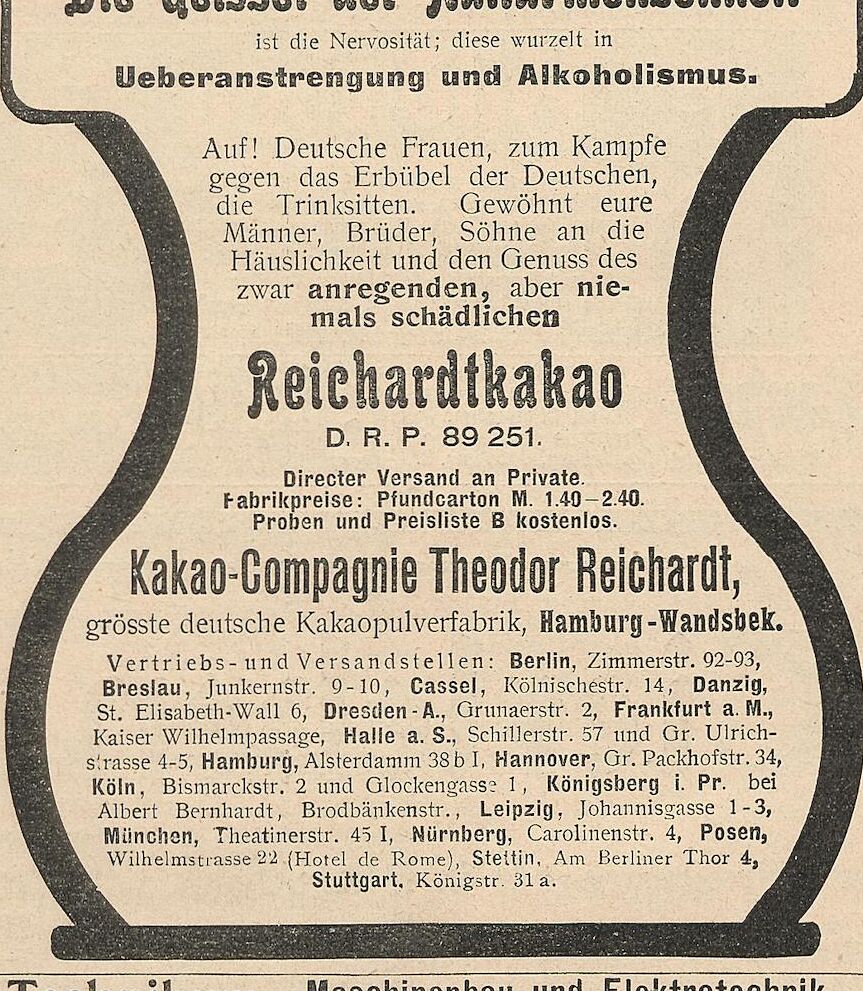 Die Geissel der
ist die Nervosität; diese wurzelt in
Ueberanstrengung und Alkoholismus.
Auf! Deutsche Frauen, zum Kampfe
gegen das Erbübel der Deutschen,
die Trinksitten. Gewöhnt eure
Männer, Brüder, Söhne an die
Häuslichkeit und den Genuss des
zwar anregenden, aber nie-
mals schädlichen
Reichardtkakao
D. R. P. 89 251.
Directer Versand an Private.
Fabrikpreise: Pfundcarton M. 1.40–2.40.
Proben und Preisliste B kostenlos.
Kakao-Compagnie Theodor Reichardt,
grösste deutsche Kakaopulverfabrik, Hamburg-Wandsbek.
Vertriebs- und Versandstellen: Berlin, Zimmerstr. 92-93,
Breslau, Junkernstr. 9-10, Cassel, Kölnischestr. 14, Danzig,
St. Elisabeth-Wall 6, Dresden-A., Grunaerstr. 2, Frankfurt a. M.,
Kaiser Wilhelmpassage, Halle a. S., Schillerstr. 57 und Gr. Ulrich-
strasse 4-5, Hamburg, Alsterdamm 38 b I, Hannover, Gr. Packhofstr. 34,
Köln, Bismarckstr. 2 und Glockengasse 1, Königsberg i. Pr. bei
Albert Bernhardt, Brodbänkenstr., Leipzig, Johannisgasse 1-3,
München, Theatinerstr. 45 I, Nürnberg, Carolinenstr. 4, Posen,
Wilhelmstrasse 22 (Hotel de Rome), Stettin, Am Berliner Thor 4,
Stuttgart, Königstr. 31 a.
Maschinenbau und Elektrotechnik